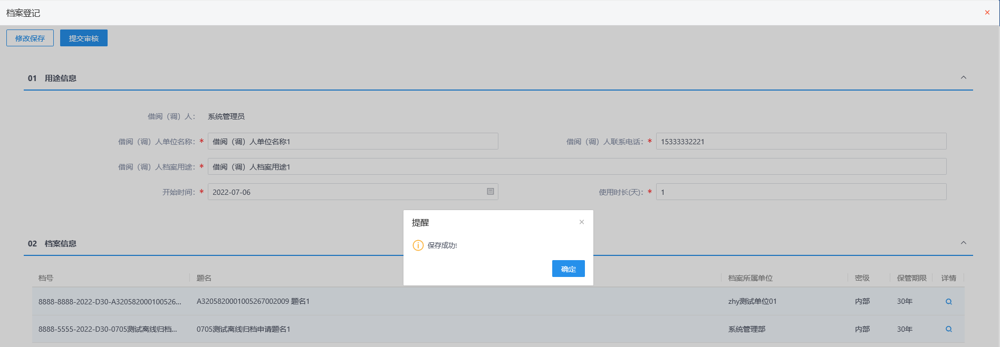 档案登记
修改保存 提交审核
01 用途信息
借阅（调）人： 系统管理员
借阅（调）人单位名称：* 借阅（调）人单位名称1 借阅（调）人联系电话：* 15333332221
借阅（调）人档案用途：* 借阅（调）人档案用途1
开始时间：* 2022-07-06 使用时长(天)：* 1
提醒
保存成功!
确定
02 档案信息
档号 题名 档案所属单位 密级 保管期限 详情
8888-8888-2022-D30-A320582000100526... A3205820001005267002009 题名1 zhy测试单位01 内部 30年
8888-5555-2022-D30-0705测试离线归档... 0705测试离线归档申请题名1 系统管理部 内部 30年